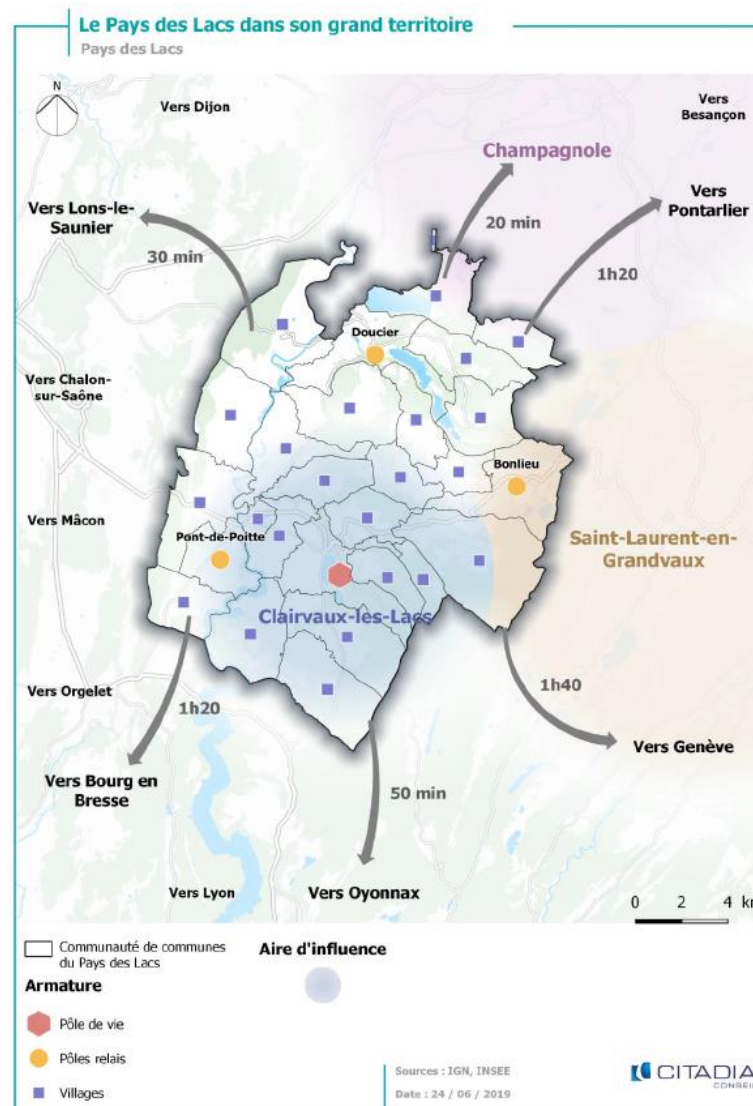 Le Pays des Lacs dans son grand territoire
Pays des Lacs
N
Vers Dijon
Vers
Besançon
Champagnole
Vers
Pontarlier
Vers Lons-le-
Saunier
20 min
30 min
1h20
Doucier
Vers Chalon-
sur-Saône
Bonlieu
Vers Mâcon
Pont-de-Poitte
Saint-Laurent-en-
Grandvaux
Clairvaux-les-Lacs
Vers Orgelet
1h20
1h40
Vers Genève
Vers Bourg en
Bresse
50 min
Vers Lyon
Vers Oyonnax
0 2 4 km
Communauté de communes
du Pays des Lacs
Aire d'influence
Armature
Pôle de vie
Pôles relais
Villages
Sources : IGN, INSEE
Date : 24 / 06 / 2019
CITADIA
CONSEIL